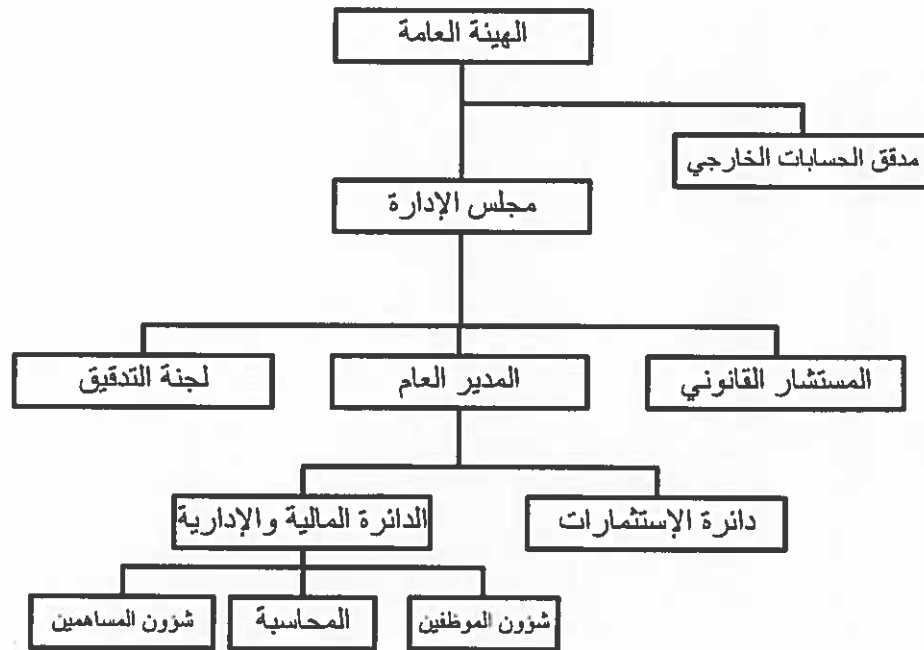 الهيئة العامة
مدقق الحسابات الخارجي
مجلس الإدارة
المستشار القانوني
المدير العام
لجنة التدقيق
دائرة الإستثمارات
الدائرة المالية والإدارية
شؤون الموظفين
المحاسبة
شؤون المساهمين